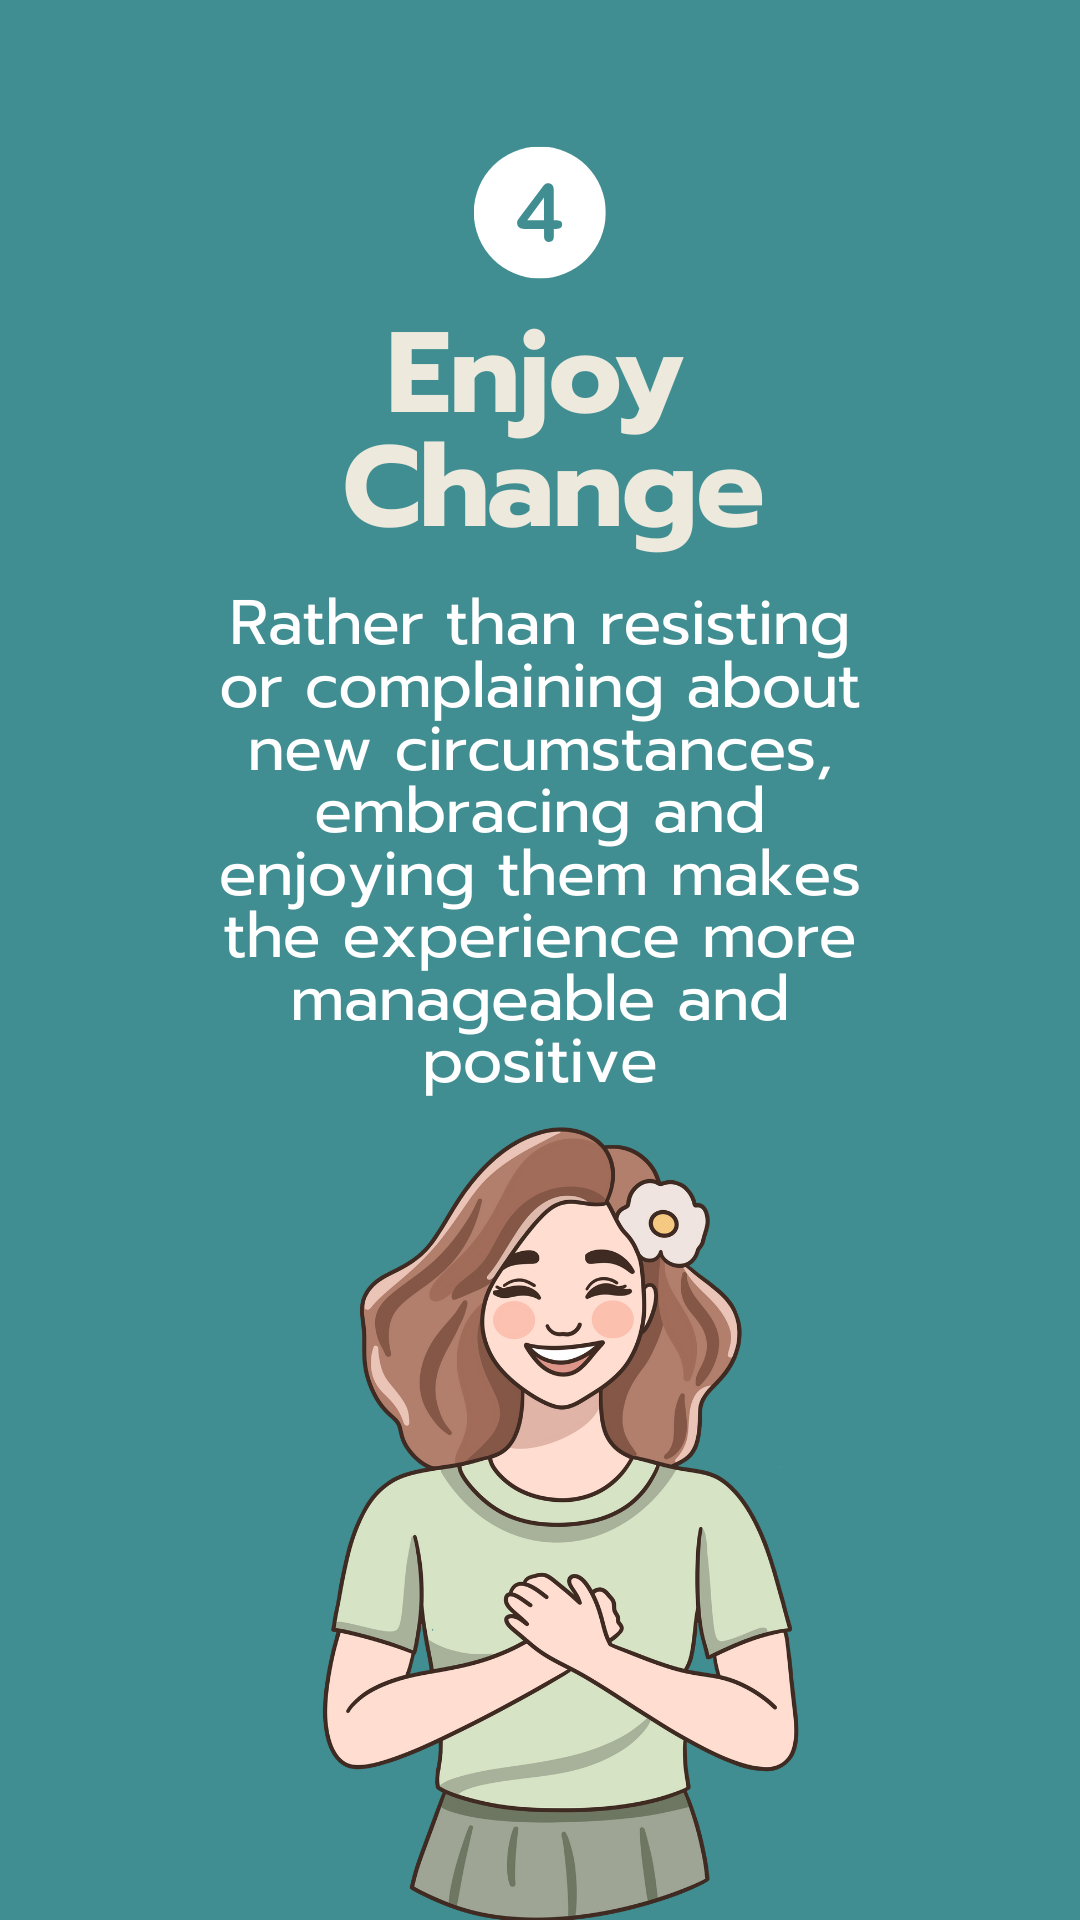 4
Enjoy
Change
Rather than resisting
or complaining about
new circumstances,
embracing and
enjoying them makes
the experience more
manageable and
positive